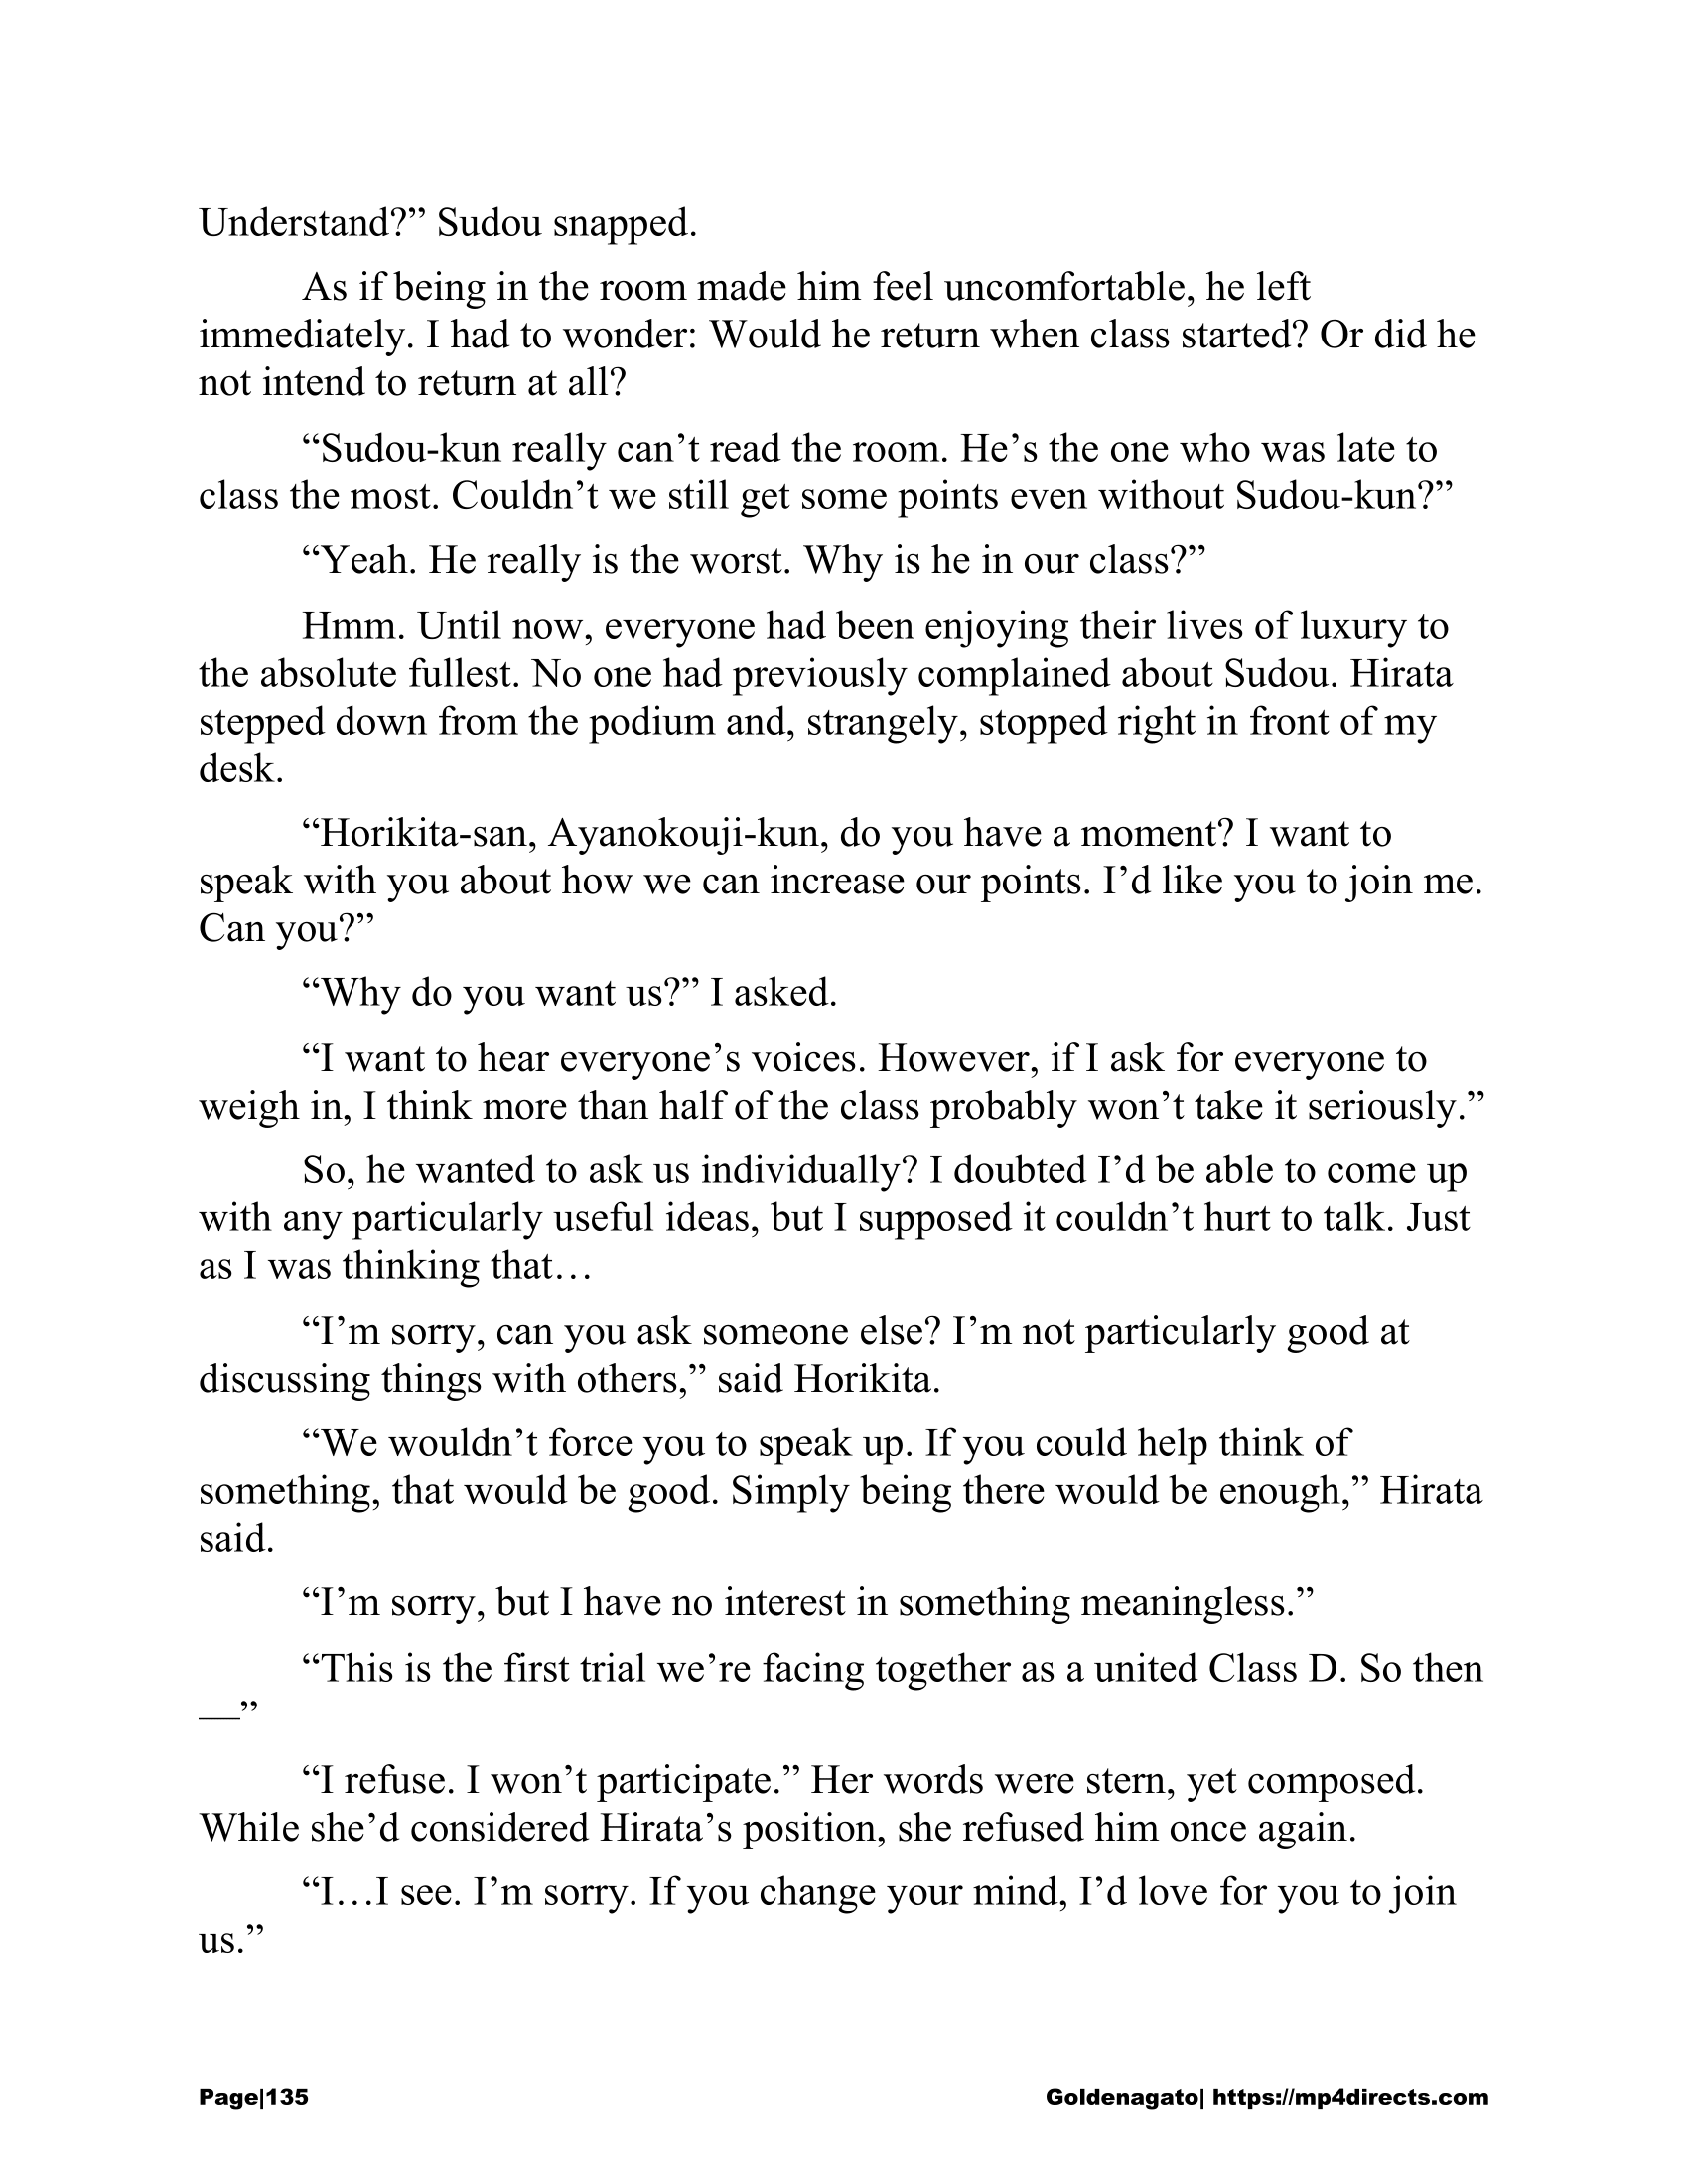 Understand?” Sudou snapped.
As if being in the room made him feel uncomfortable, he left
immediately. I had to wonder: Would he return when class started? Or did he
not intend to return at all?
“Sudou-kun really can’t read the room. He’s the one who was late to
class the most. Couldn’t we still get some points even without Sudou-kun?”
“Yeah. He really is the worst. Why is he in our class?”
Hmm. Until now, everyone had been enjoying their lives of luxury to
the absolute fullest. No one had previously complained about Sudou. Hirata
stepped down from the podium and, strangely, stopped right in front of my
desk.
“Horikita-san, Ayanokouji-kun, do you have a moment? I want to
speak with you about how we can increase our points. I’d like you to join me.
Can you?”
“Why do you want us?” I asked.
“I want to hear everyone’s voices. However, if I ask for everyone to
weigh in, I think more than half of the class probably won’t take it seriously.”
So, he wanted to ask us individually? I doubted I’d be able to come up
with any particularly useful ideas, but I supposed it couldn’t hurt to talk. Just
as I was thinking that…
“I’m sorry, can you ask someone else? I’m not particularly good at
discussing things with others,” said Horikita.
“We wouldn’t force you to speak up. If you could help think of
something, that would be good. Simply being there would be enough,” Hirata
said.
“I’m sorry, but I have no interest in something meaningless.”
“This is the first trial we’re facing together as a united Class D. So then
—”
“I refuse. I won’t participate.” Her words were stern, yet composed.
While she’d considered Hirata’s position, she refused him once again.
“I…I see. I’m sorry. If you change your mind, I’d love for you to join
us.”
Page|135 Goldenagato| https://mp4directs.com